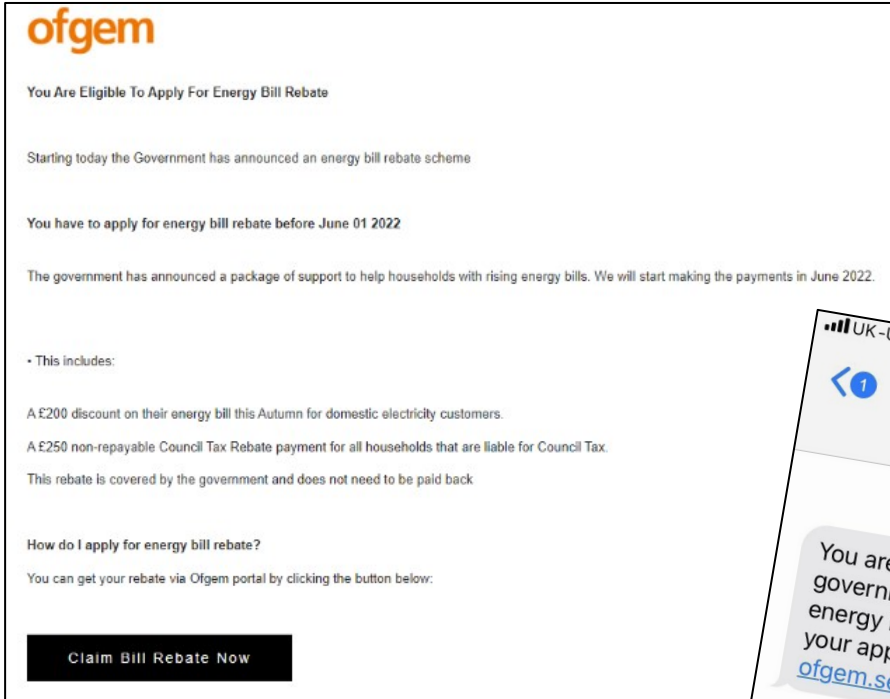 ofgem
You Are Eligible To Apply For Energy Bill Rebate
Starting today the Government has announced an energy bill rebate scheme
You have to apply for energy bill rebate before June 01 2022
The government has announced a package of support to help households with rising energy bills. We will start making the payments in June 2022.
• This includes:
A £200 discount on their energy bill this Autumn for domestic electricity customers.
A £250 non-repayable Council Tax Rebate payment for all households that are liable for Council Tax.
This rebate is covered by the government and does not need to be paid back
How do I apply for energy bill rebate?
You can get your rebate via Ofgem portal by clicking the button below:
Claim Bill Rebate Now
UK-
1
You are
energy
your